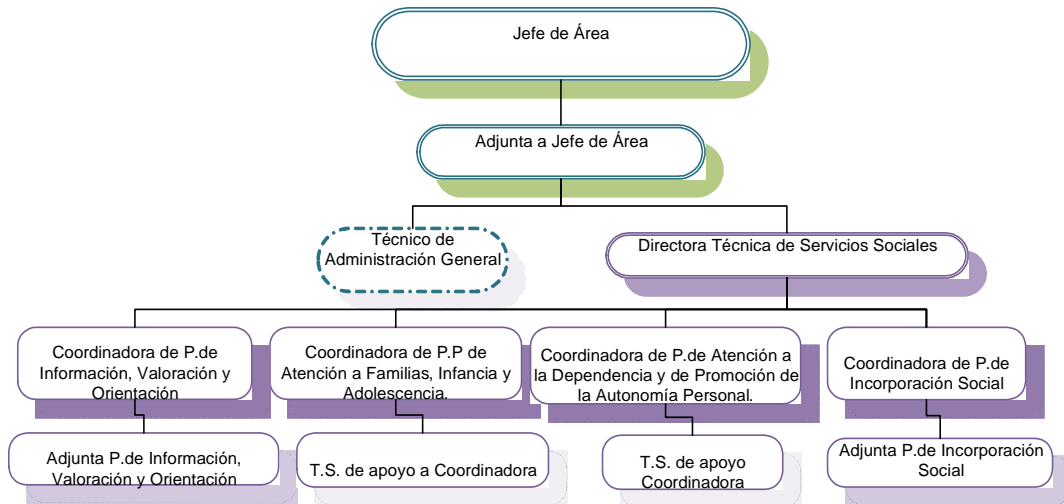 Jefe de Área
Adjunta a Jefe de Área
Técnico de
Administración General
Directora Técnica de Servicios Sociales
Coordinadora de P.de
Información, Valoración y
Orientación
Coordinadora de P.P de
Atención a Familias, Infancia y
Adolescencia.
Coordinadora de P.de Atención a
la Dependencia y de Promoción de
la Autonomía Personal.
Coordinadora de P.de
Incorporación Social
Adjunta P.de Información,
Valoración y Orientación
T.S. de apoyo a Coordinadora
T.S. de apoyo
Coordinadora
Adjunta P.de Incorporación
Social